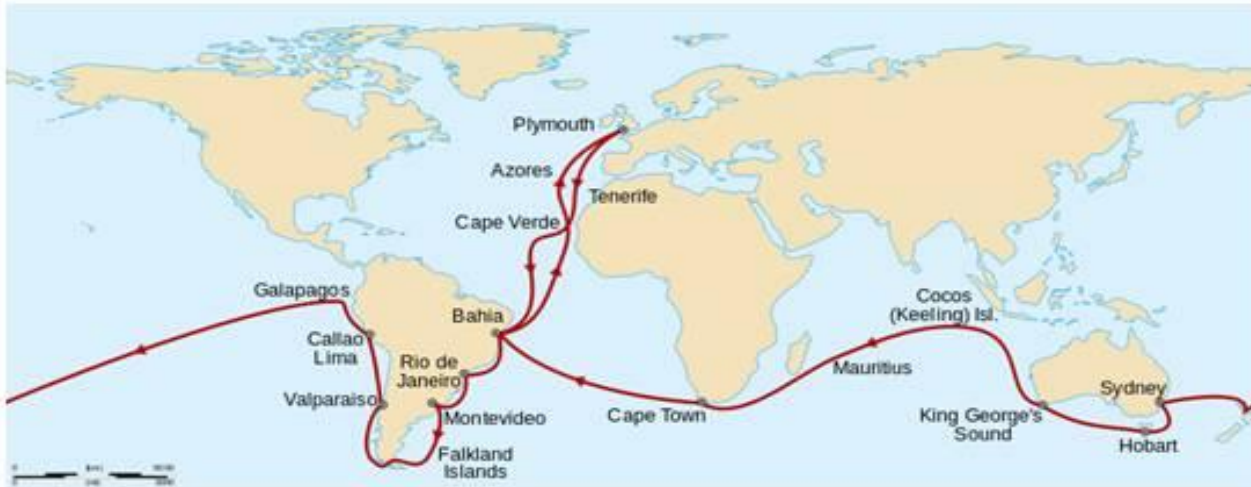 Plymouth
Azores
Tenerife
Cape Verde
Galapagos
Bahia
Cocos
(Keeling) Isl.
Callao
Lima
Rio de
Janeiro
Mauritius
Valparaiso
Montevideo
Cape Town
Sydney
King George's
Sound
Hobart
Falkland
Islands